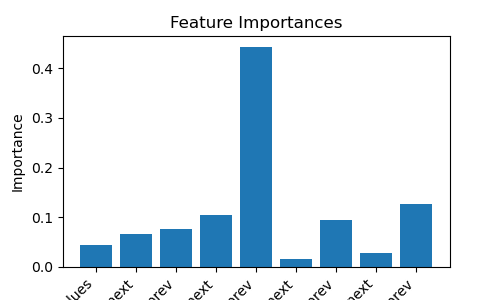 Feature Importances
Importance
0.4
0.3
0.2
0.1
0.0
lues
next
prev
next
prev
next
prev
next
prev